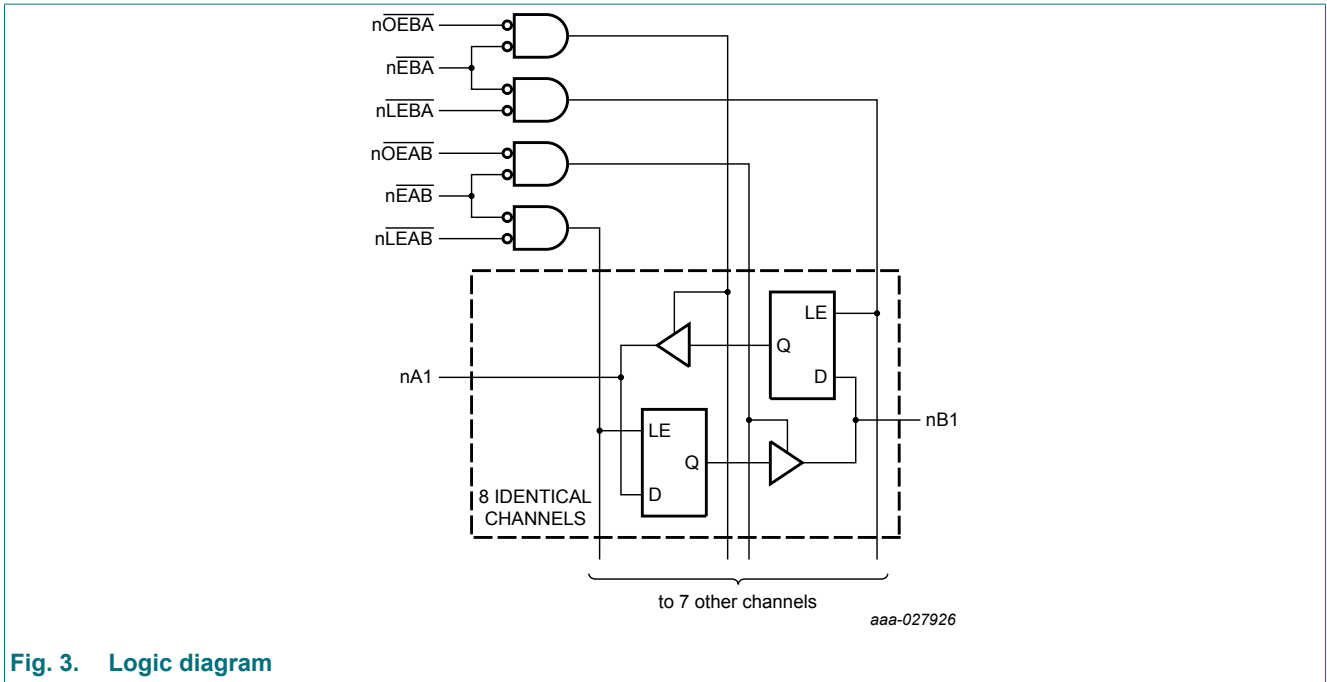 nOEBA
nEBA
nLEBA
nOEAB
nEAB
nLEAB
LE
Q
D
nA1
nB1
LE
Q
D
8 IDENTICAL
CHANNELS
to 7 other channels
aaa-027926
Fig. 3. Logic diagram